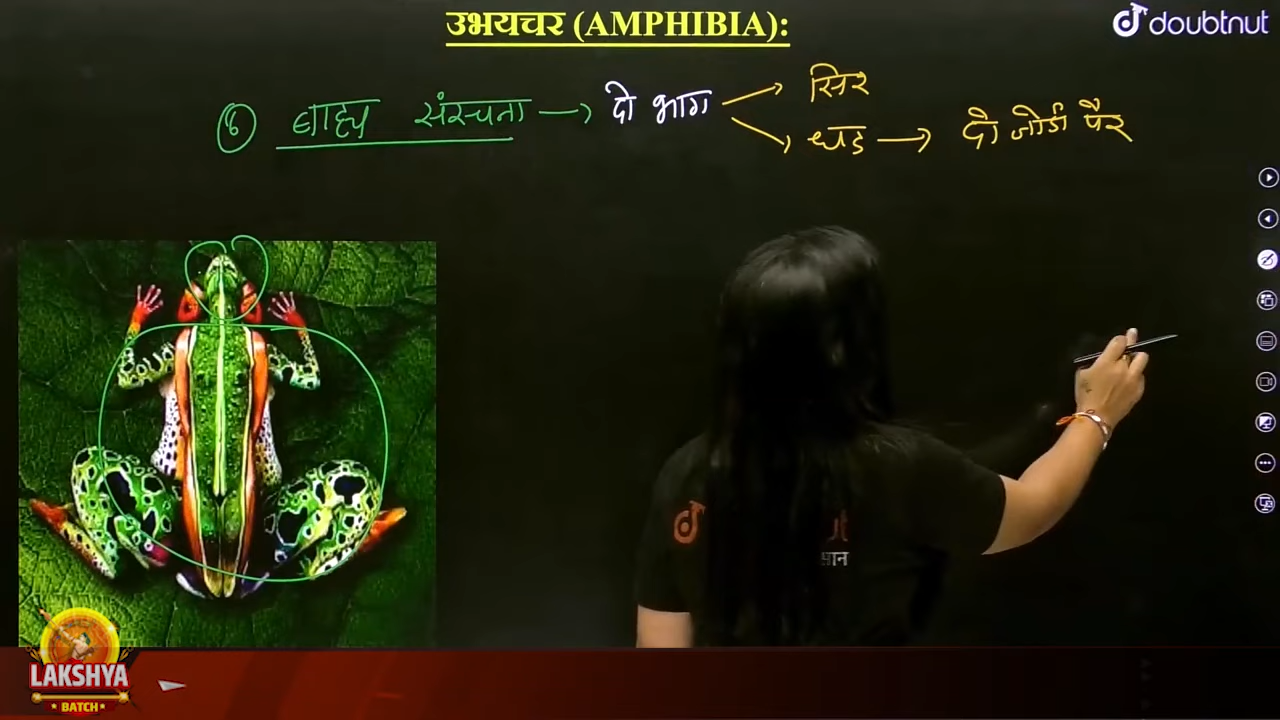 उभयचर (AMPHIBIA):
doubtnut
⑥ बाह्य संरचना → दो भाग → सिर
→ धड → दो जोडी पैर
LAKSHYA
BATCH